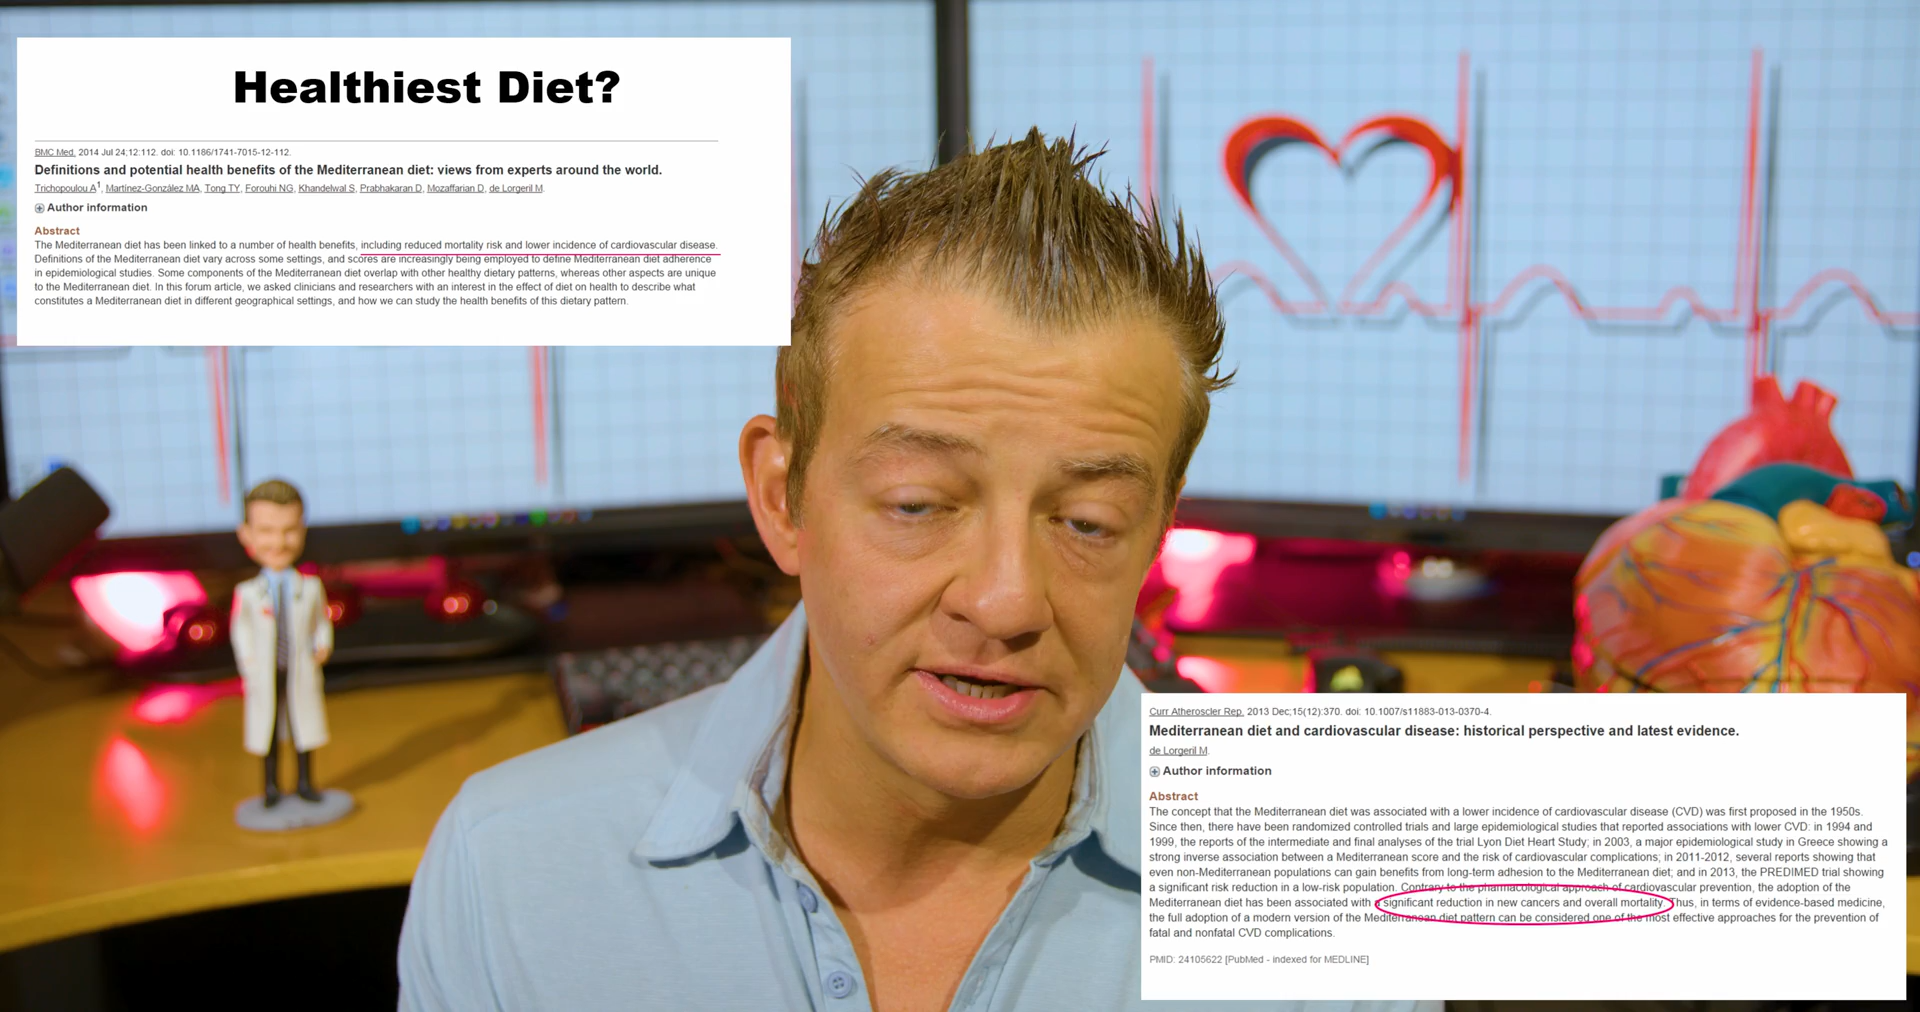 Healthiest Diet?
BMC Med. 2014 Jul 24;12:112. doi: 10.1186/1741-7015-12-112.
Definitions and potential health benefits of the Mediterranean diet: views from experts around the world.
Trichopoulou A1, Martínez-González MA, Tong TY, Forouhi NG, Khandelwal S, Prabhakaran D, Mozaffarian D, de Lorgeril M.
Author information
Abstract
The Mediterranean diet has been linked to a number of health benefits, including reduced mortality risk and lower incidence of cardiovascular disease.
Definitions of the Mediterranean diet vary across some settings, and scores are increasingly being employed to define Mediterranean diet adherence
in epidemiological studies. Some components of the Mediterranean diet overlap with other healthy dietary patterns, whereas other aspects are unique
to the Mediterranean diet. In this forum article, we asked clinicians and researchers with an interest in the effect of diet on health to describe what
constitutes a Mediterranean diet in different geographical settings, and how we can study the health benefits of this dietary pattern.
Curr Atheroscler Rep. 2013 Dec;15(12):370. doi: 10.1007/s11883-013-0370-4.
Mediterranean diet and cardiovascular disease: historical perspective and latest evidence.
de Lorgeril M.
Author information
Abstract
The concept that the Mediterranean diet was associated with a lower incidence of cardiovascular disease (CVD) was first proposed in the 1950s.
Since then, there have been randomized controlled trials and large epidemiological studies that reported associations with lower CVD: in 1994 and
1999, the reports of the intermediate and final analyses of the trial Lyon Diet Heart Study; in 2003, a major epidemiological study in Greece showing a
strong inverse association between a Mediterranean score and the risk of cardiovascular complications; in 2011-2012, several reports showing that
even non-Mediterranean populations can gain benefits from long-term adhesion to the Mediterranean diet; and in 2013, the PREDIMED trial showing
a significant risk reduction in a low-risk population. Contrary to the pharmacological approach of cardiovascular prevention, the adoption of the
Mediterranean diet has been associated with a significant reduction in new cancers and overall mortality. Thus, in terms of evidence-based medicine,
the full adoption of a modern version of the Mediterranean diet pattern can be considered one of the most effective approaches for the prevention of
fatal and nonfatal CVD complications.
PMID: 24105622 [PubMed - indexed for MEDLINE]